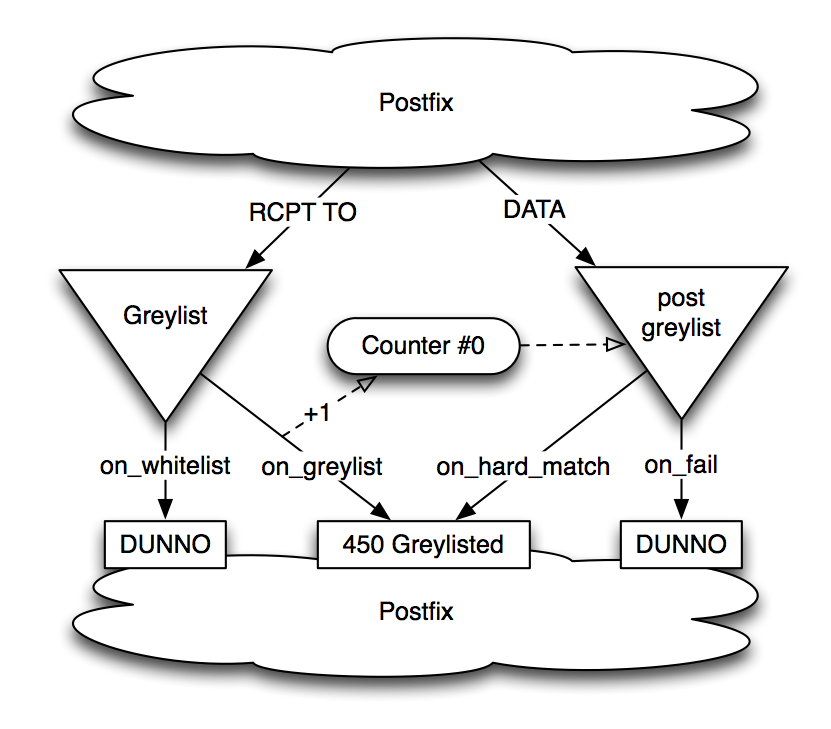 Postfix
RCPT TO
DATA
Greylist
post
greylist
Counter #0
+1
on_whitelist
on_greylist
on_hard_match
on_fail
DUNNO
450 Greylisted
DUNNO
Postfix